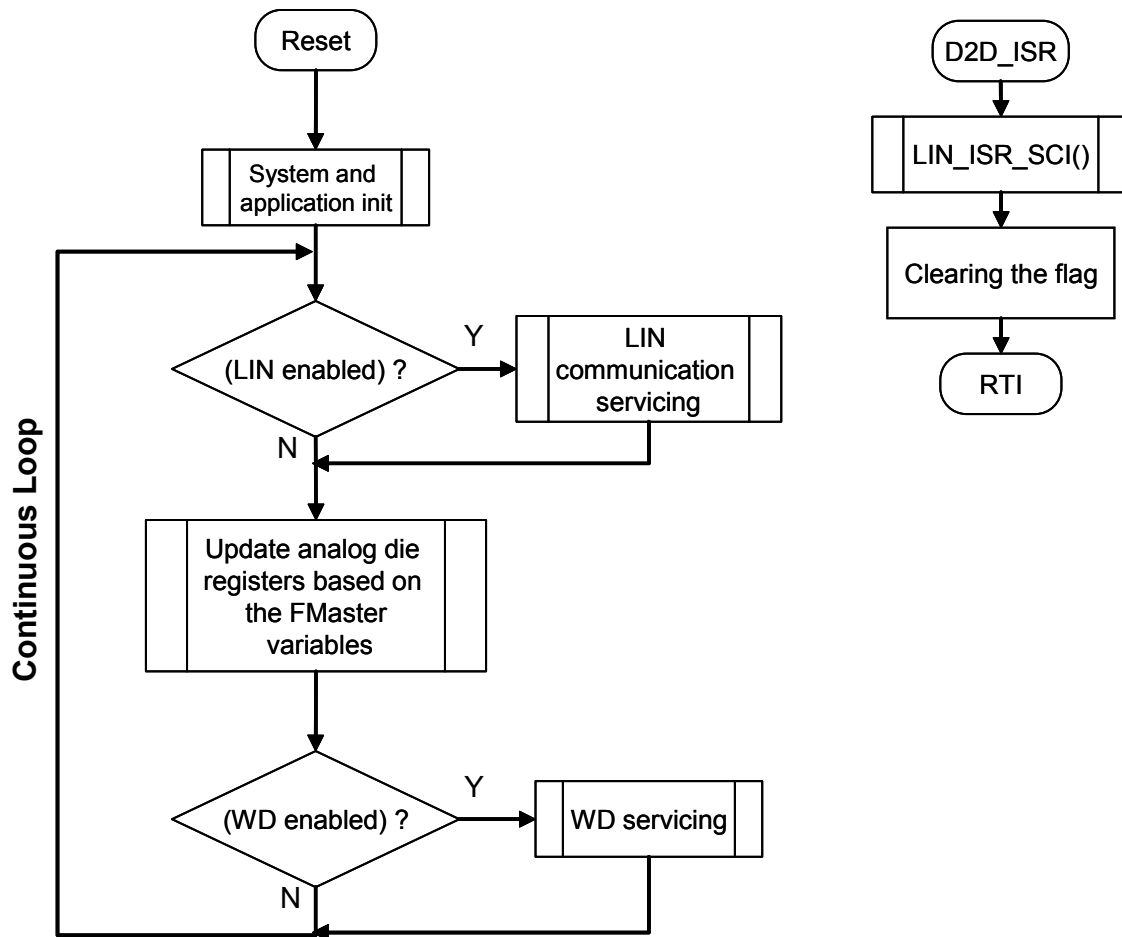 Reset
System and
application init
(LIN enabled) ?
Y
N
LIN
communication
servicing
Update analog die
registers based on
the FMaster
variables
(WD enabled) ?
Y
N
WD servicing
Continuous Loop
D2D_ISR
LIN_ISR_SCI()
Clearing the flag
RTI